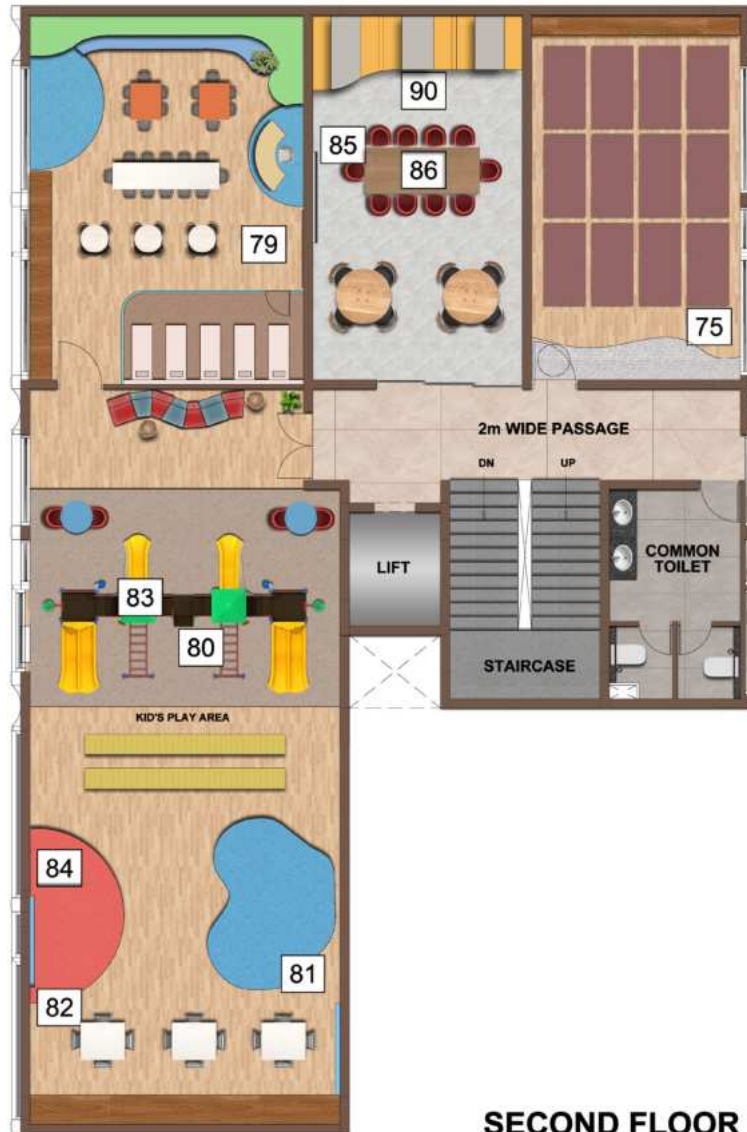 90
85
86
79
75
2m WIDE PASSAGE
DN
UP
LIFT
COMMON
TOILET
83
80
STAIRCASE
KID'S PLAY AREA
84
81
82
SECOND FLOOR